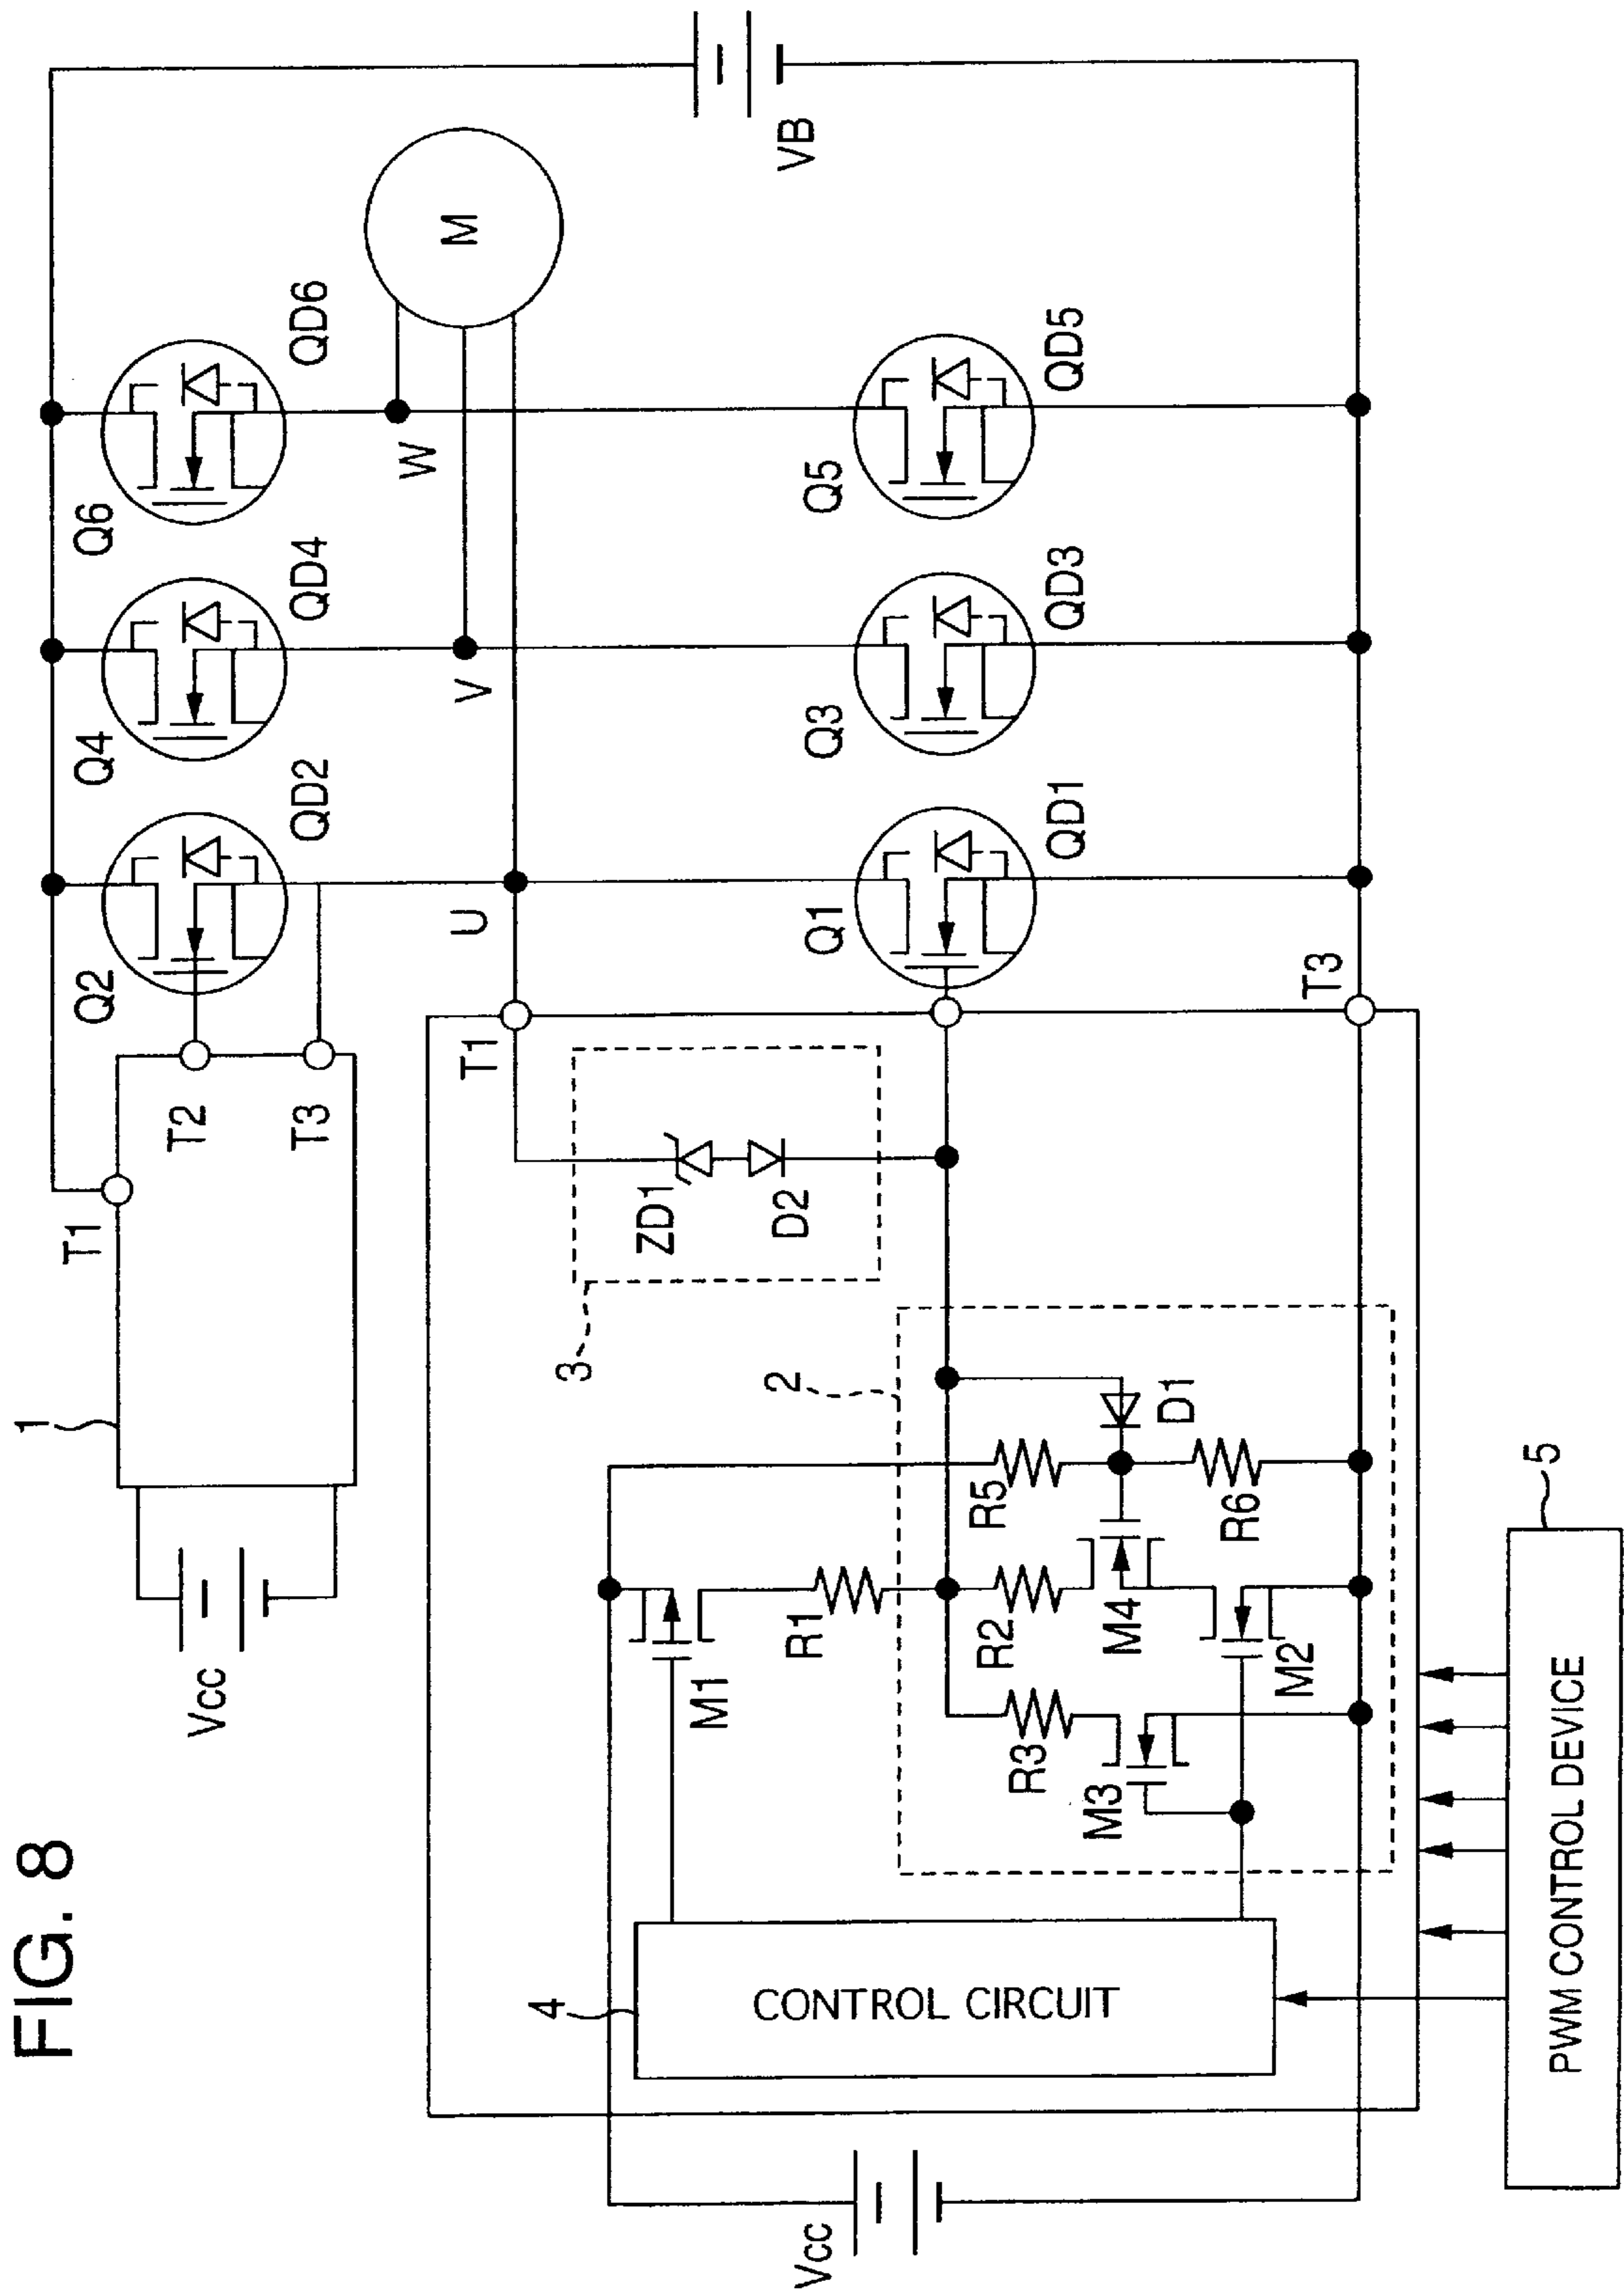 FIG. 8
Vcc
1
T1
T2
T3
Q2
QD2
Q4
QD4
Q6
QD6
U
V
W
M
VB
T1
3
ZD1
D2
Q1
QD1
Q3
QD3
Q5
QD5
T3
4
CONTROL CIRCUIT
M1
R1
2
R3
M3
R2
M4
M2
R5
R6
D1
Vcc
5
PWM CONTROL DEVICE